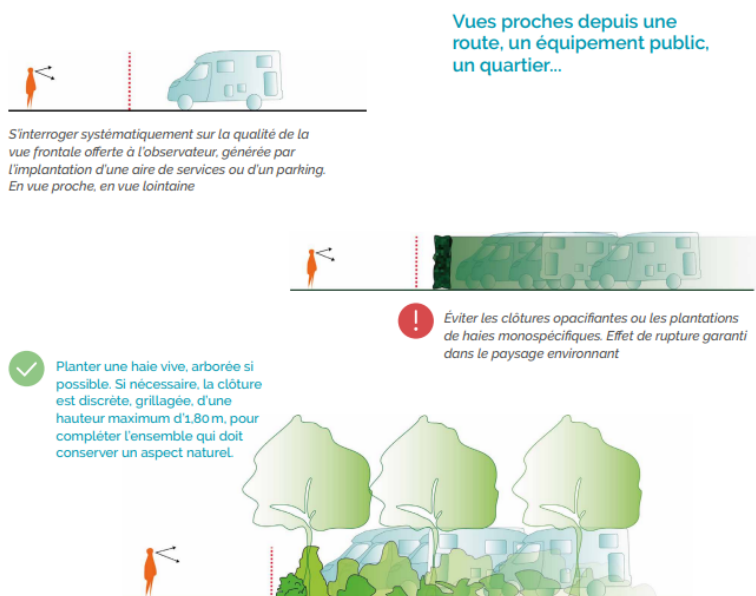 Vues proches depuis une
route, un équipement public,
un quartier...
S'interroger systématiquement sur la qualité de la
vue frontale offerte à l'observateur, générée par
l'implantation d'une aire de services ou d'un parking.
En vue proche, en vue lointaine
Éviter les clôtures opacifiantes ou les plantations
de haies monospécifiques. Effet de rupture garanti
dans le paysage environnant
Planter une haie vive, arborée si
possible. Si nécessaire, la clôture
est discrète, grillagée, d'une
hauteur maximum d'1,80 m, pour
compléter l'ensemble qui doit
conserver un aspect naturel.